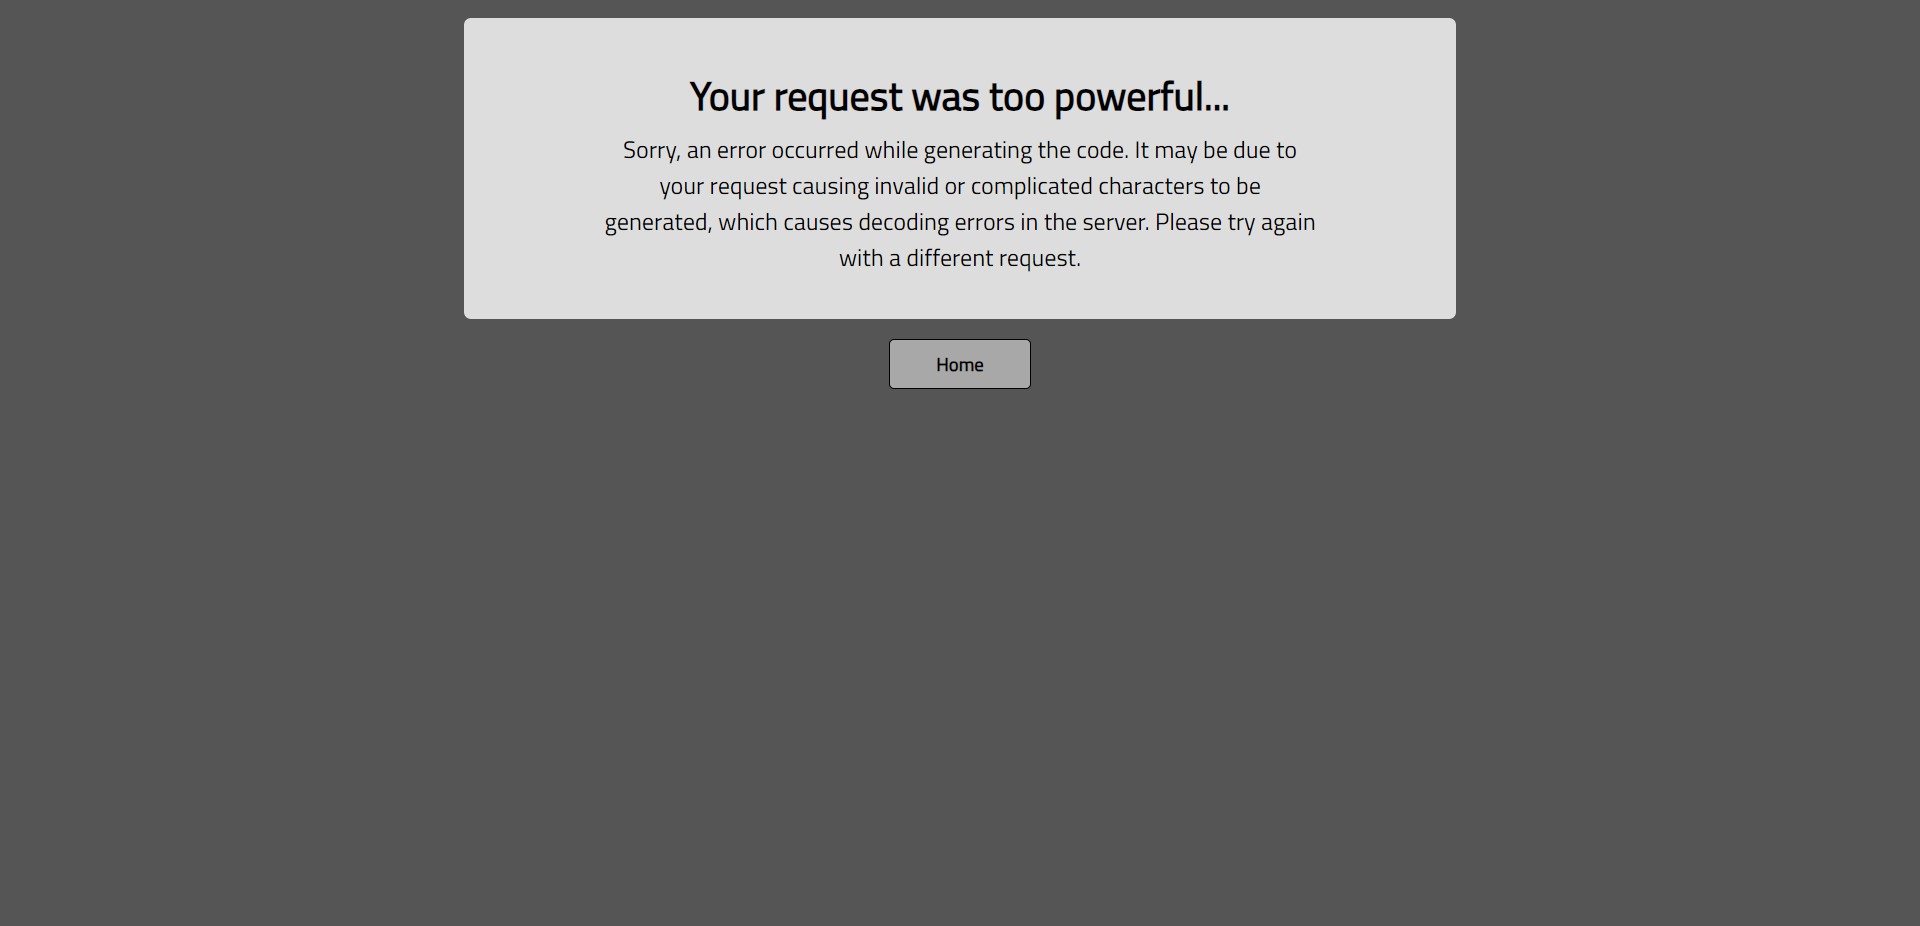 Your request was too powerful...
Sorry, an error occurred while generating the code. It may be due to
your request causing invalid or complicated characters to be
generated, which causes decoding errors in the server. Please try again
with a different request.
Home